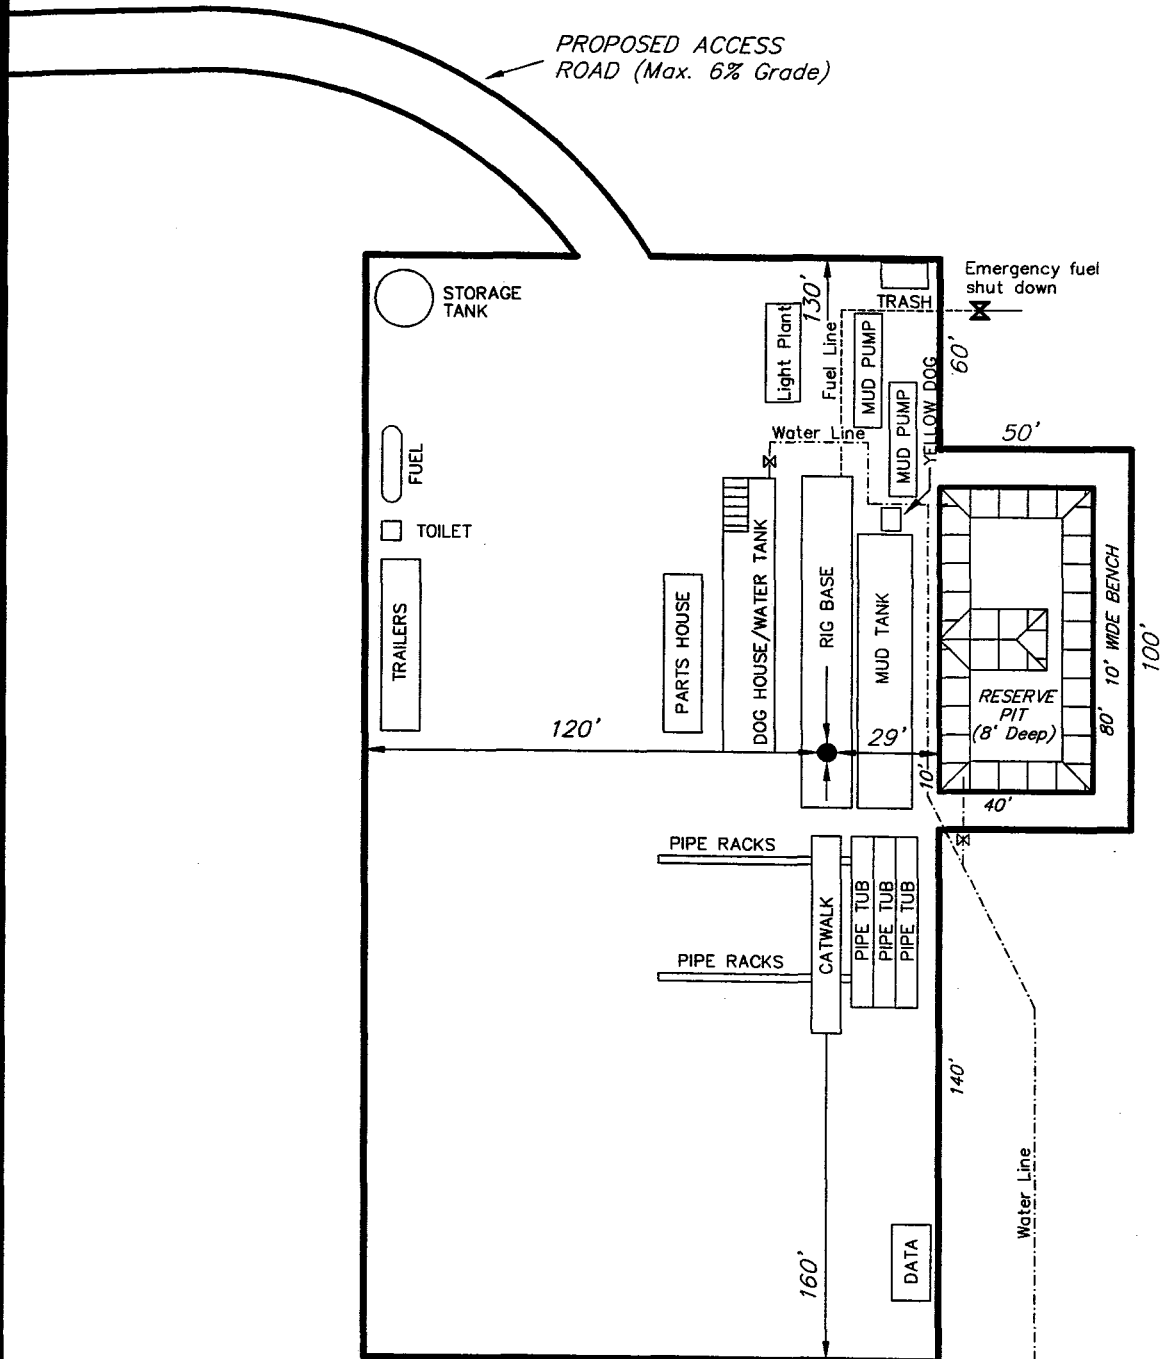 PROPOSED ACCESS
ROAD (Max. 6% Grade)
STORAGE
TANK
Light Plant
130'
Fuel Line
TRASH
MUD PUMP
MUD PUMP
YELLOW DOG
Emergency fuel
shut down
60'
50'
Water Line
FUEL
TOILET
TRAILERS
PARTS HOUSE
DOG HOUSE/WATER TANK
RIG BASE
MUD TANK
RESERVE
PIT
(8' Deep)
10' WIDE BENCH
80'
100'
120'
29'
10'
40'
PIPE RACKS
PIPE RACKS
CATWALK
PIPE TUB
PIPE TUB
PIPE TUB
140'
160'
DATA
Water Line